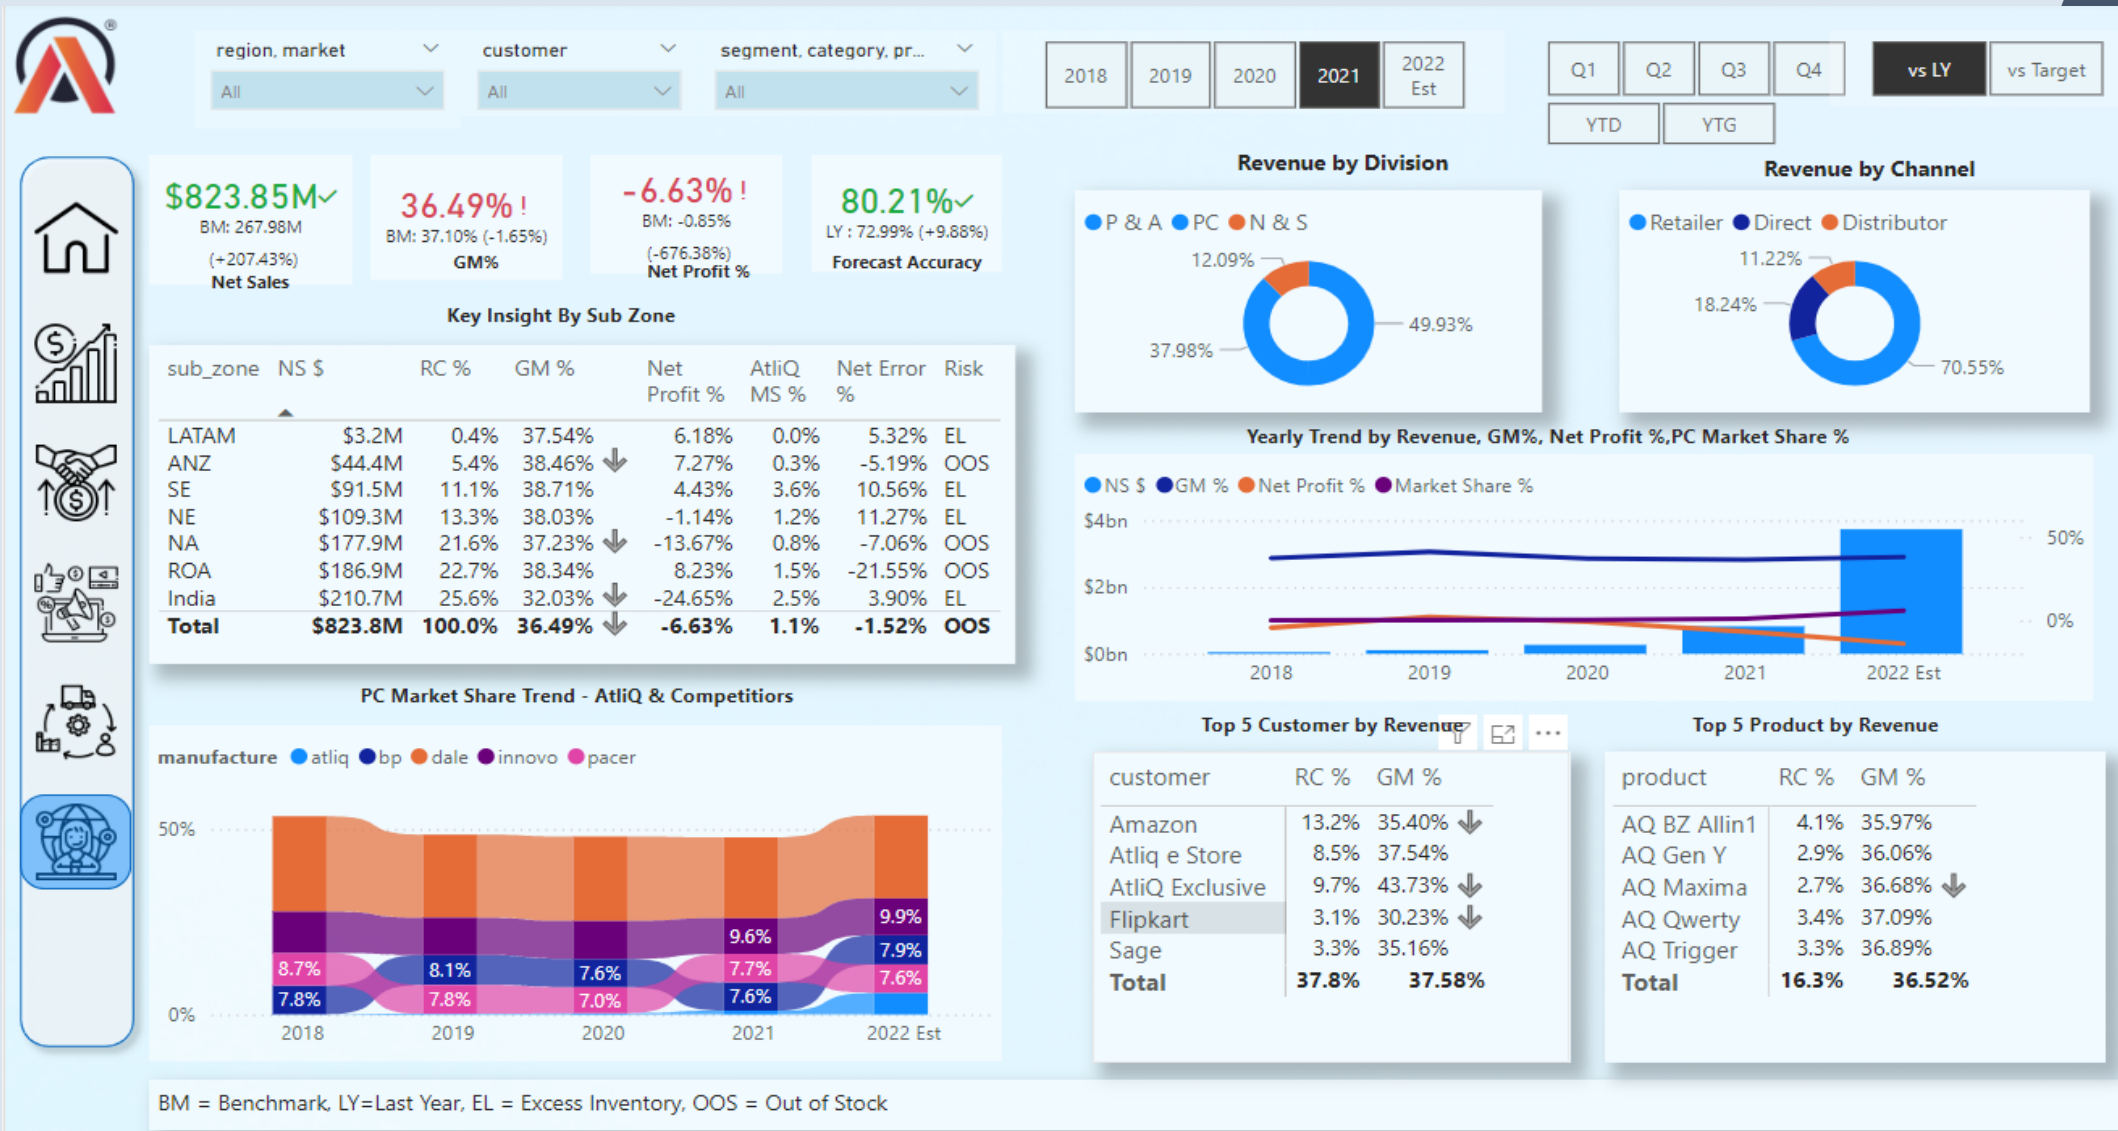 ®
region, market
customer
segment, category, pr...
All
All
All
2018
2019
2020
2021
2022
Est
Q1
Q2
Q3
Q4
YTD
YTG
vs LY
vs Target
$823.85M
BM: 267.98M
(+207.43%)
Net Sales
36.49% !
BM: 37.10% (-1.65%)
GM%
-6.63% !
BM: -0.85%
(-676.38%)
Net Profit %
80.21%
LY : 72.99% (+9.88%)
Forecast Accuracy
Revenue by Division
P & A PC N & S
12.09%
49.93%
37.98%
Revenue by Channel
Retailer Direct Distributor
11.22%
18.24%
70.55%
Key Insight By Sub Zone
sub_zone NS $ RC % GM % Net Profit % AtliQ MS % Net Error % Risk
LATAM $3.2M 0.4% 37.54% 6.18% 0.0% 5.32% EL
ANZ $44.4M 5.4% 38.46% 7.27% 0.3% -5.19% OOS
SE $91.5M 11.1% 38.71% 4.43% 3.6% 10.56% EL
NE $109.3M 13.3% 38.03% -1.14% 1.2% 11.27% EL
NA $177.9M 21.6% 37.23% -13.67% 0.8% -7.06% OOS
ROA $186.9M 22.7% 38.34% 8.23% 1.5% -21.55% OOS
India $210.7M 25.6% 32.03% -24.65% 2.5% 3.90% EL
Total $823.8M 100.0% 36.49% -6.63% 1.1% -1.52% OOS
Yearly Trend by Revenue, GM%, Net Profit %,PC Market Share %
NS $ GM % Net Profit % Market Share %
$4bn
$2bn
$0bn
50%
0%
2018 2019 2020 2021 2022 Est
PC Market Share Trend - AtliQ & Competitiors
manufacture atliq bp dale innovo pacer
50%
0%
8.7%
7.8%
8.1%
7.8%
7.6%
7.0%
9.6%
7.7%
7.6%
9.9%
7.9%
7.6%
2018 2019 2020 2021 2022 Est
Top 5 Customer by Revenue
customer RC % GM %
Amazon 13.2% 35.40%
Atliq e Store 8.5% 37.54%
AtliQ Exclusive 9.7% 43.73%
Flipkart 3.1% 30.23%
Sage 3.3% 35.16%
Total 37.8% 37.58%
Top 5 Product by Revenue
product RC % GM %
AQ BZ Allin1 4.1% 35.97%
AQ Gen Y 2.9% 36.06%
AQ Maxima 2.7% 36.68%
AQ Qwerty 3.4% 37.09%
AQ Trigger 3.3% 36.89%
Total 16.3% 36.52%
BM = Benchmark, LY=Last Year, EL = Excess Inventory, OOS = Out of Stock